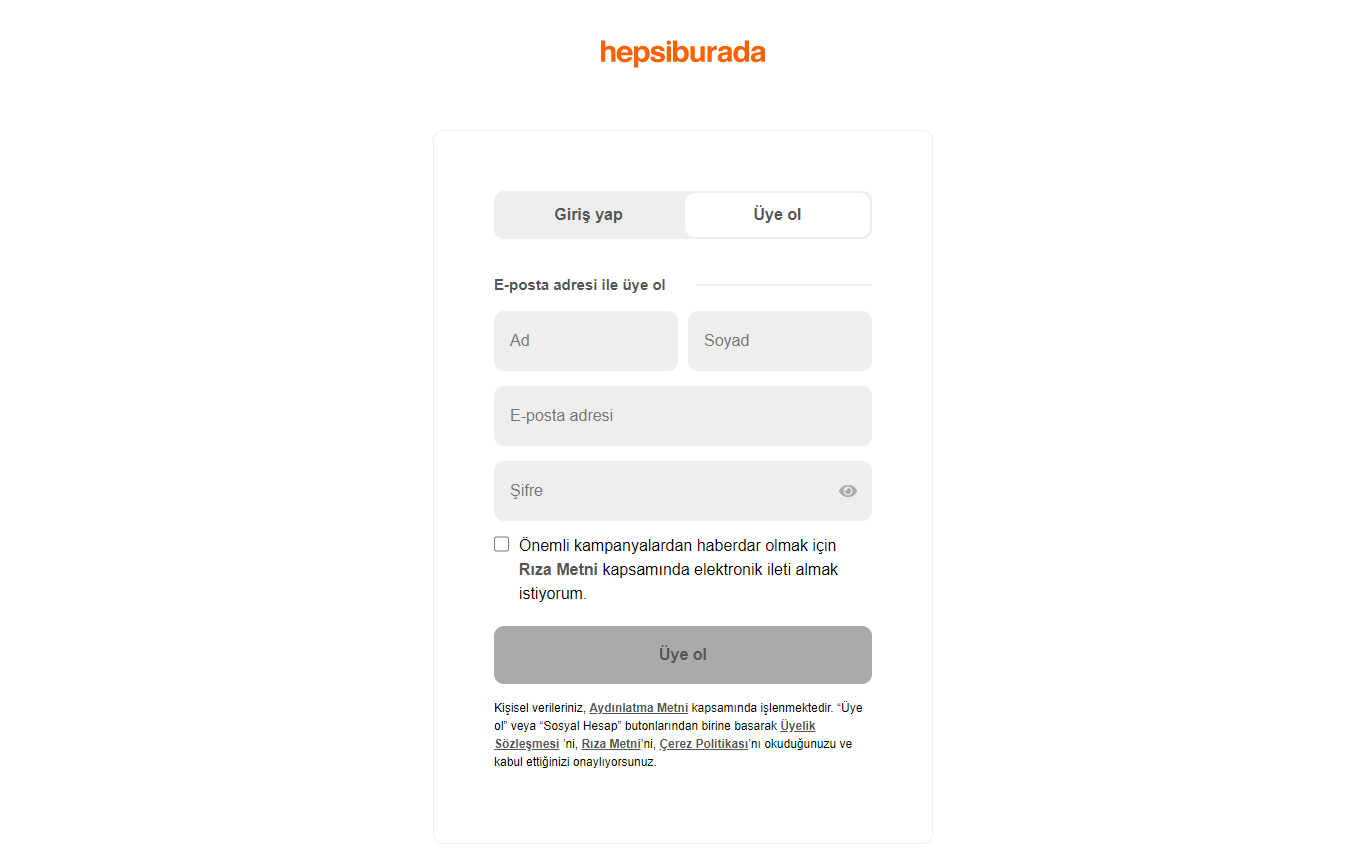 hepsiburada
Giriş yap
Üye ol
E-posta adresi ile üye ol
Ad
Soyad
E-posta adresi
Şifre
Önemli kampanyalardan haberdar olmak için
Rıza Metni kapsamında elektronik ileti almak
istiyorum.
Üye ol
Kişisel verileriniz, Aydınlatma Metni kapsamında işlenmektedir. “Üye
ol” veya “Sosyal Hesap” butonlarından birine basarak Üyelik
Sözleşmesi ’ni, Rıza Metni’ni, Çerez Politikası’nı okuduğunuzu ve
kabul ettiğinizi onaylıyorsunuz.